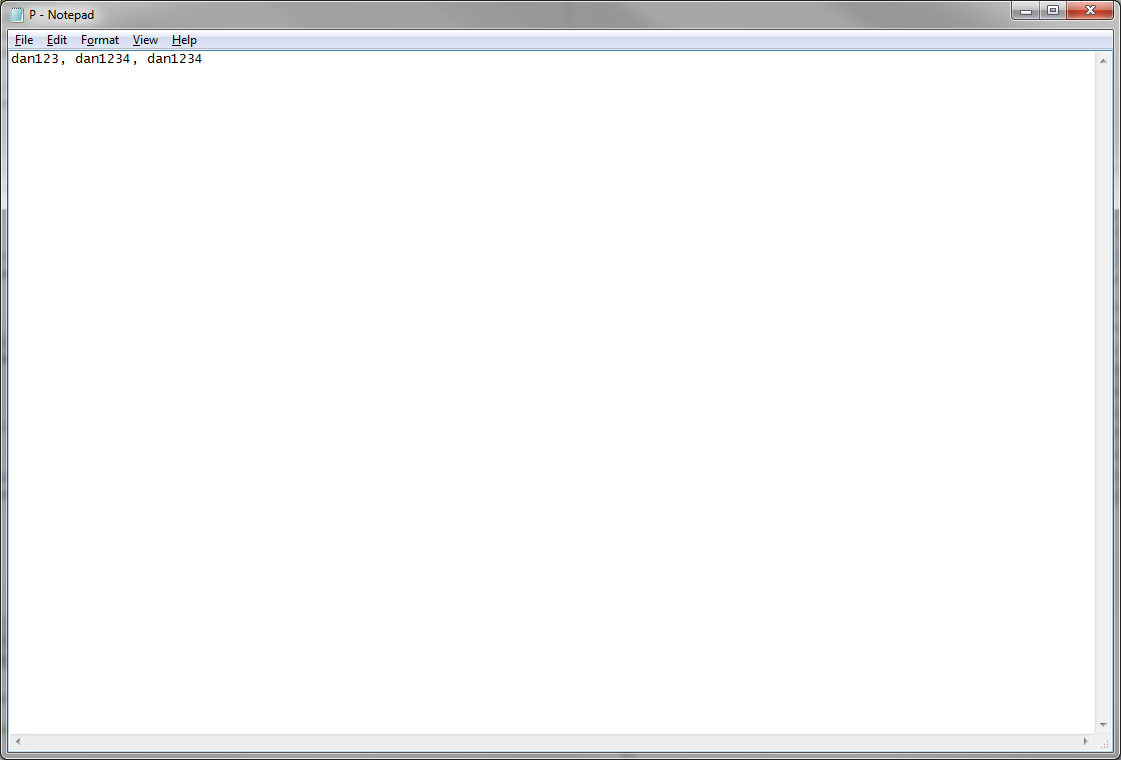 P - Notepad
File Edit Format View Help
dan123, dan1234, dan1234